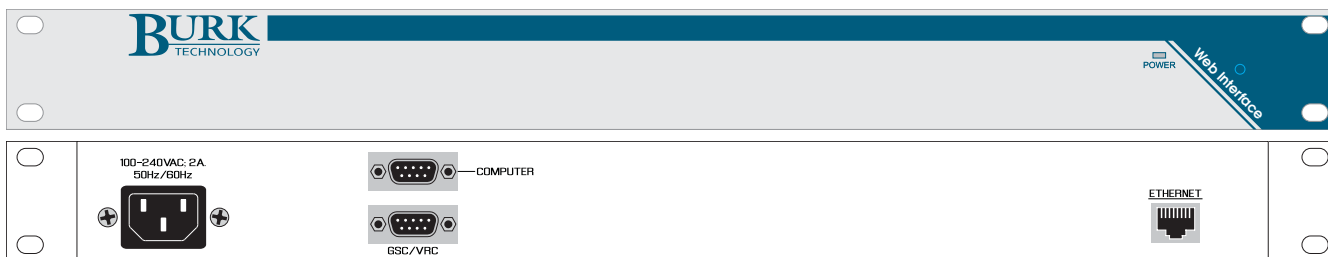 BURK
TECHNOLOGY
POWER
Web Interface
100-240VAC; 2A.
50Hz/60Hz
COMPUTER
GSC/VRC
ETHERNET